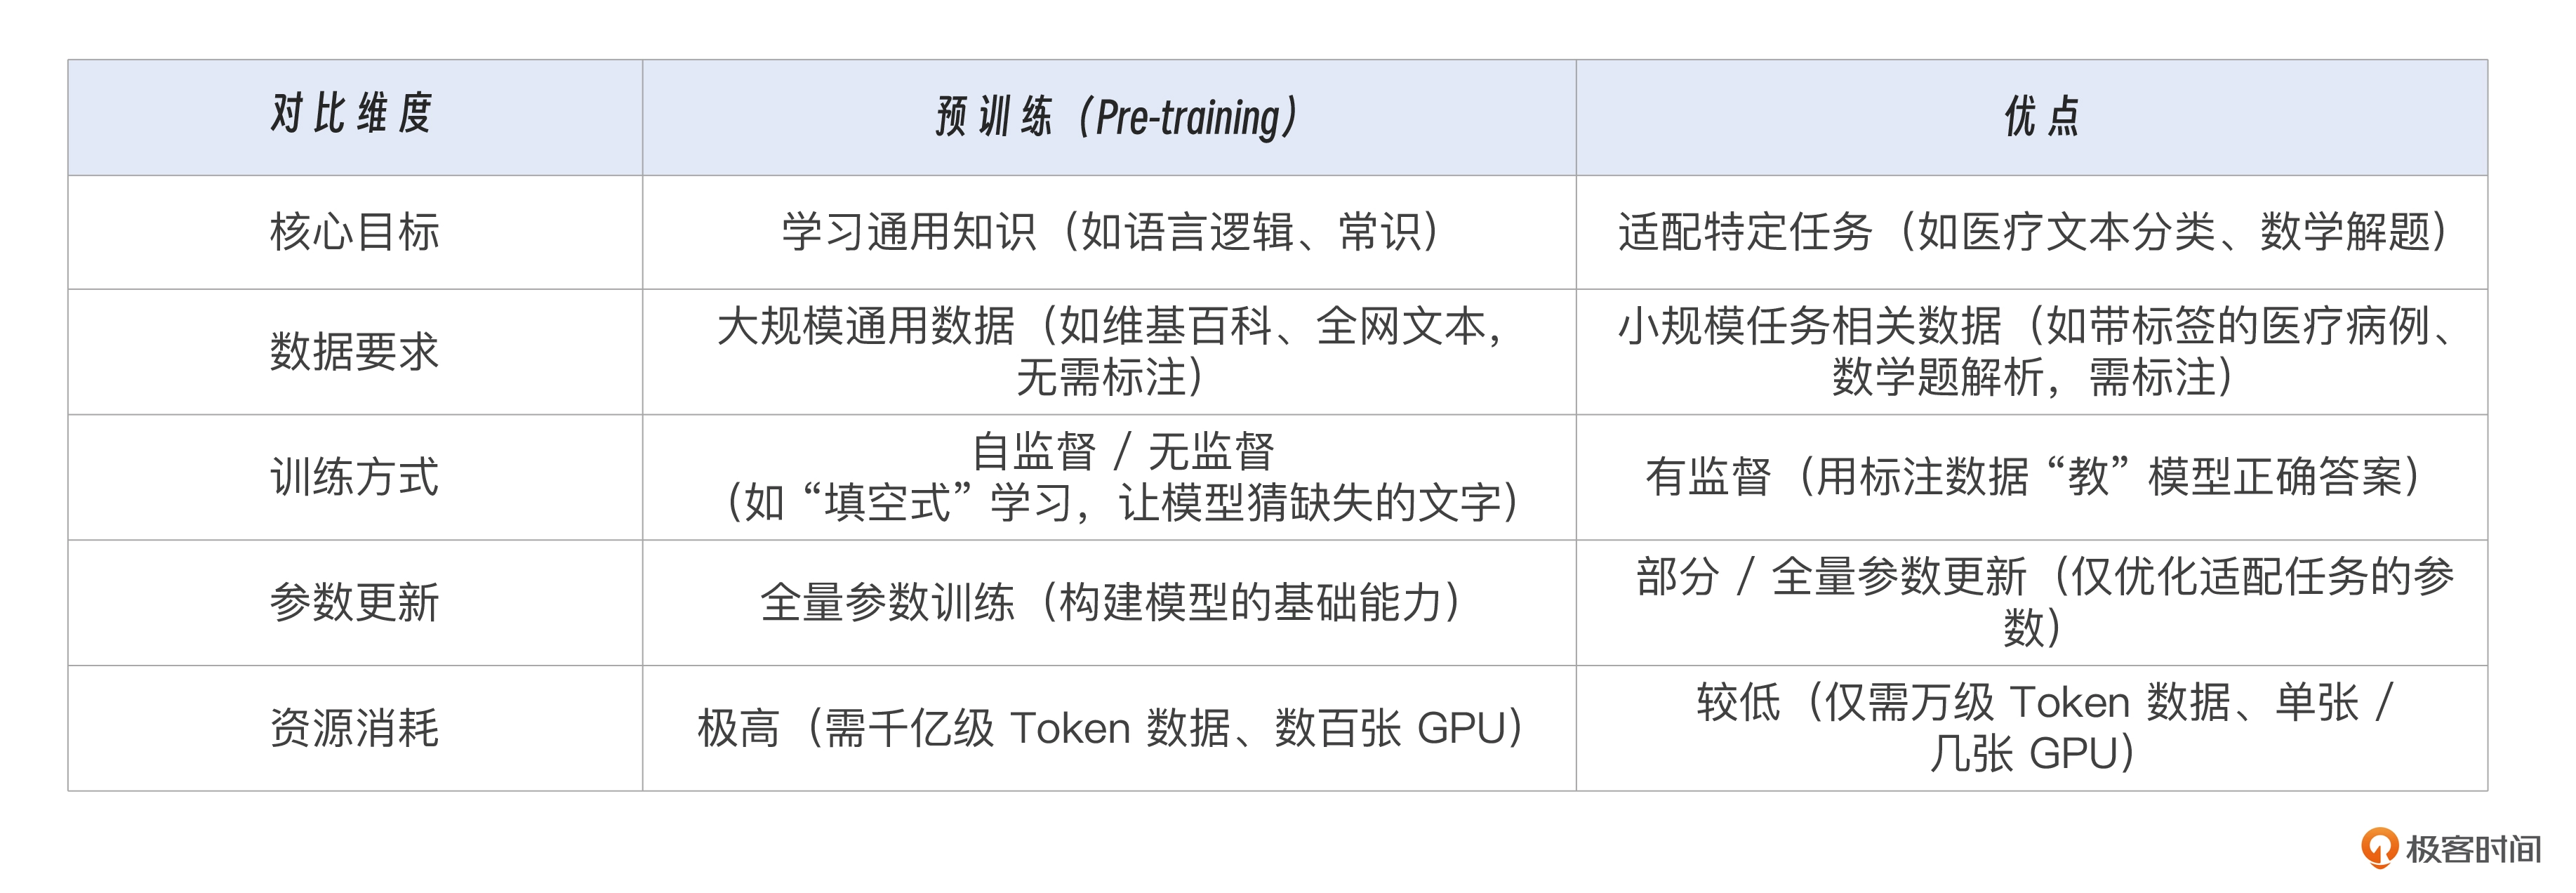 对比维度
预训练（Pre-training）
优点
核心目标
学习通用知识（如语言逻辑、常识）
适配特定任务（如医疗文本分类、数学解题）
数据要求
大规模通用数据（如维基百科、全网文本，
无需标注）
小规模任务相关数据（如带标签的医疗病例、
数学题解析，需标注）
训练方式
自监督 / 无监督
（如 “填空式” 学习，让模型猜缺失的文字）
有监督（用标注数据 “教” 模型正确答案）
参数更新
全量参数训练（构建模型的基础能力）
部分 / 全量参数更新（仅优化适配任务的参
数）
资源消耗
极高（需千亿级 Token 数据、数百张 GPU）
较低（仅需万级 Token 数据、单张 /
几张 GPU）
极客时间